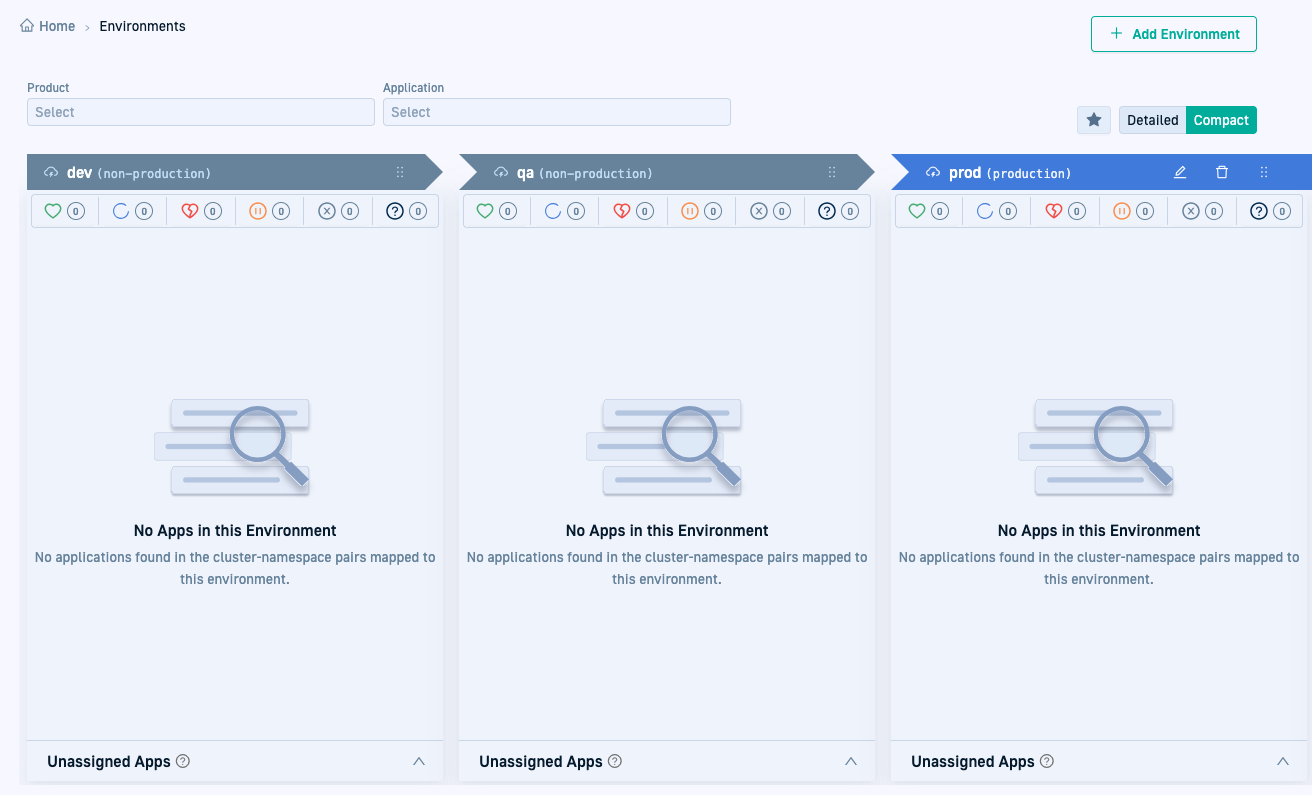 Home > Environments
+ Add Environment
Product
Application
Select
Select
Detailed
Compact
dev (non-production)
qa (non-production)
prod (production)
0 0 0 0 0 ? 0
0 0 0 0 0 ? 0
0 0 0 0 0 ? 0
No Apps in this Environment
No applications found in the cluster-namespace pairs mapped to
this environment.
No Apps in this Environment
No applications found in the cluster-namespace pairs mapped to
this environment.
No Apps in this Environment
No applications found in the cluster-namespace pairs mapped to
this environment.
Unassigned Apps ?
Unassigned Apps ?
Unassigned Apps ?